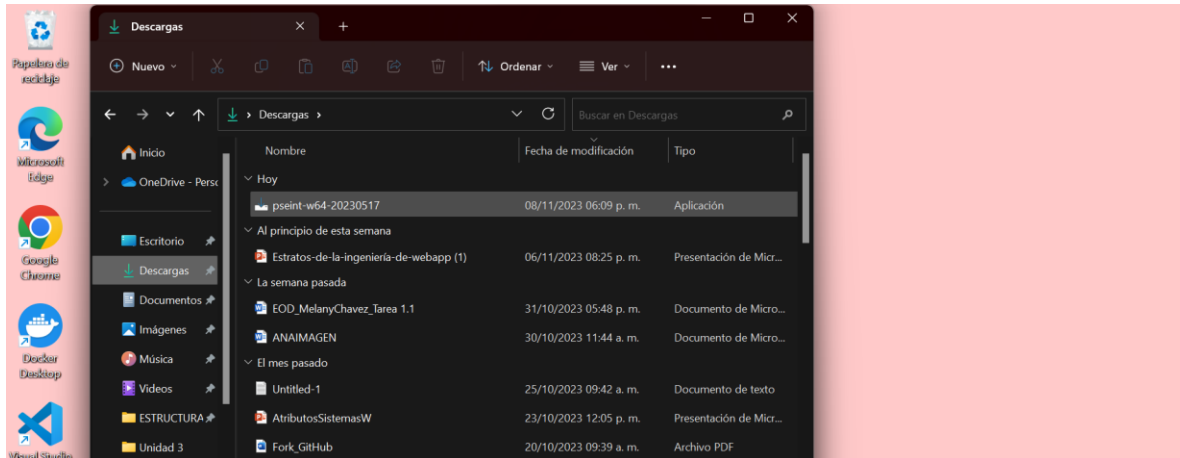 Papelera de
reciclaje
Microsoft
Edge
Google
Chrome
Docker
Desktop
Visual Studio
Descargas
Nuevo
Ordenar
Ver
Descargas
Buscar en Descargas
Inicio
OneDrive - Perso
Escritorio
Descargas
Documentos
Imágenes
Música
Videos
ESTRUCTURA
Unidad 3
Nombre Fecha de modificación Tipo
Hoy
pseint-w64-20230517 08/11/2023 06:09 p. m. Aplicación
Al principio de esta semana
Estratos-de-la-ingeniería-de-webapp (1) 06/11/2023 08:25 p. m. Presentación de Micr...
La semana pasada
EOD_MelanyChavez_Tarea 1.1 31/10/2023 05:48 p. m. Documento de Micro...
ANAIMAGEN 30/10/2023 11:44 a. m. Documento de Micro...
El mes pasado
Untitled-1 25/10/2023 09:42 a. m. Documento de texto
AtributosSistemasW 23/10/2023 12:05 p. m. Presentación de Micr...
Fork_GitHub 20/10/2023 09:39 a. m. Archivo PDF